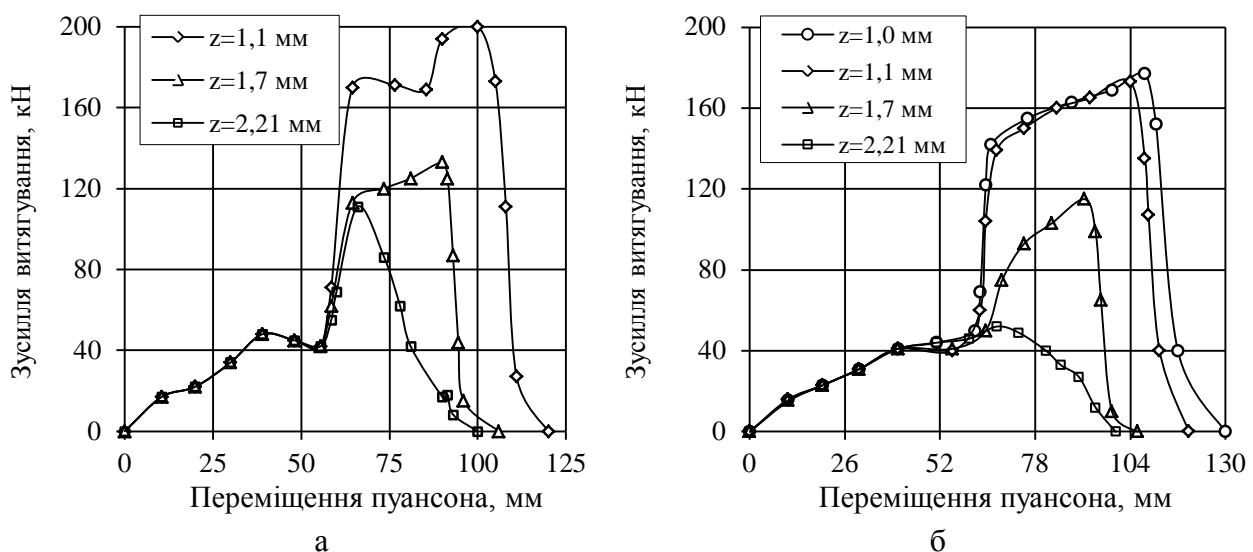 200
160
120
80
40
0
Зусилля витягування, кН
z=1,1 мм
z=1,7 мм
z=2,21 мм
0 25 50 75 100 125
Переміщення пуансона, мм
а
200
160
120
80
40
0
Зусилля витягування, кН
z=1,0 мм
z=1,1 мм
z=1,7 мм
z=2,21 мм
0 26 52 78 104 130
Переміщення пуансона, мм
б